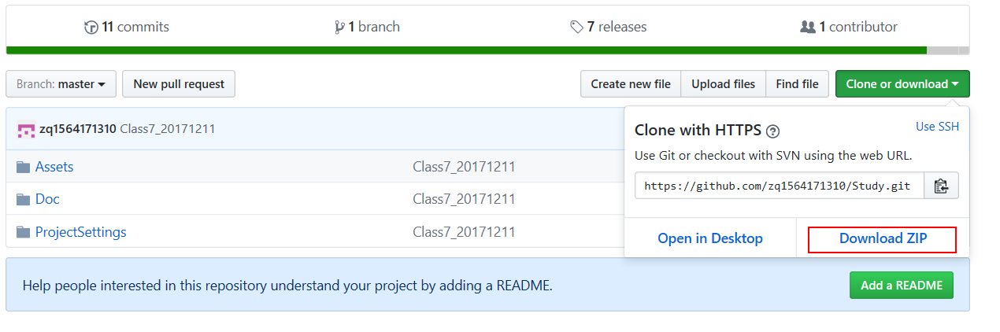 11 commits 1 branch 7 releases 1 contributor
Branch: master New pull request Create new file Upload files Find file Clone or download
zq1564171310 Class7_20171211
Assets Class7_20171211
Doc Class7_20171211
ProjectSettings Class7_20171211
Clone with HTTPS Use SSH
Use Git or checkout with SVN using the web URL.
https://github.com/zq1564171310/Study.git
Open in Desktop Download ZIP
Help people interested in this repository understand your project by adding a README. Add a README